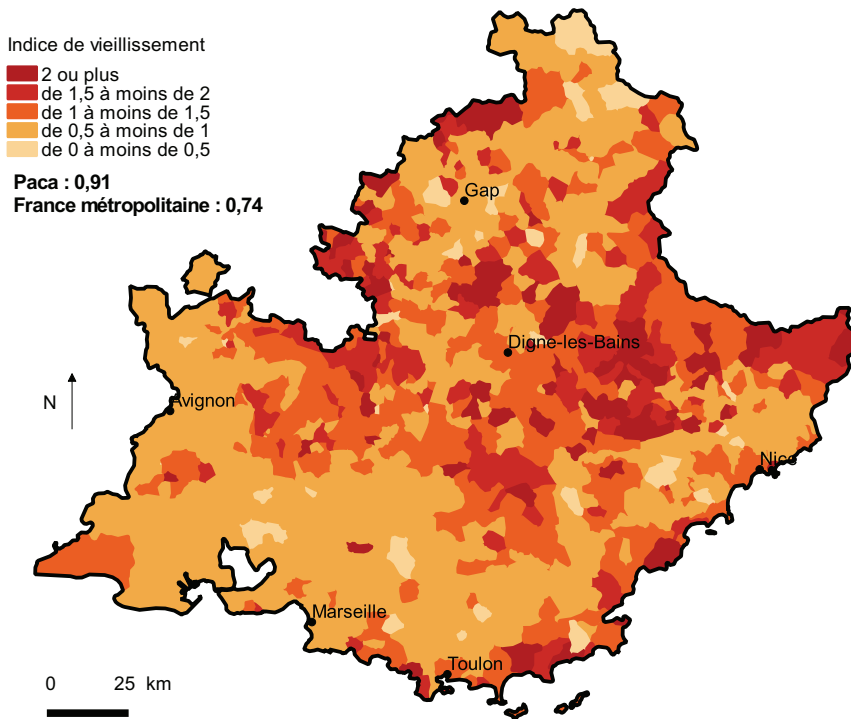 Indice de vieillissement
2 ou plus
de 1,5 à moins de 2
de 1 à moins de 1,5
de 0,5 à moins de 1
de 0 à moins de 0,5
Paca : 0,91
France métropolitaine : 0,74
Gap
Digne-les-Bains
N
Avignon
Nice
Marseille
Toulon
0 25 km